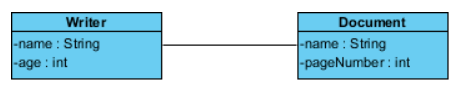 Writer
-name : String
-age : int
Document
-name : String
-pageNumber : int